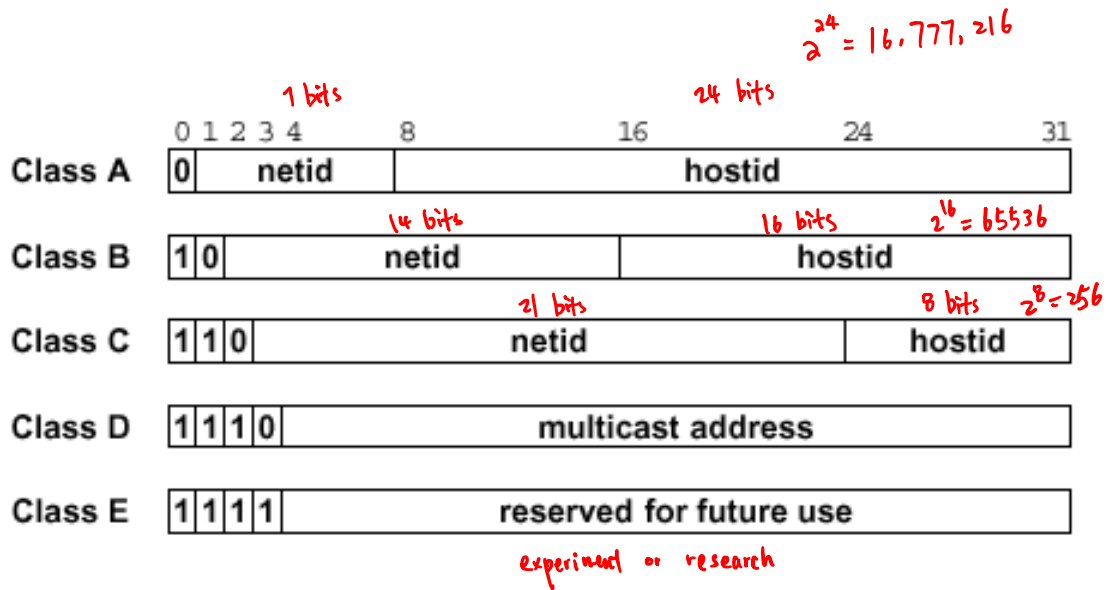 2^24 = 16,777,216
7 bits 24 bits
0 1 2 3 4 8 16 24 31
Class A 0 netid hostid
14 bits 16 bits 2^16 = 65536
Class B 1 0 netid hostid
21 bits 8 bits 2^8 = 256
Class C 1 1 0 netid hostid
Class D 1 1 1 0 multicast address
Class E 1 1 1 1 reserved for future use
experiment or research